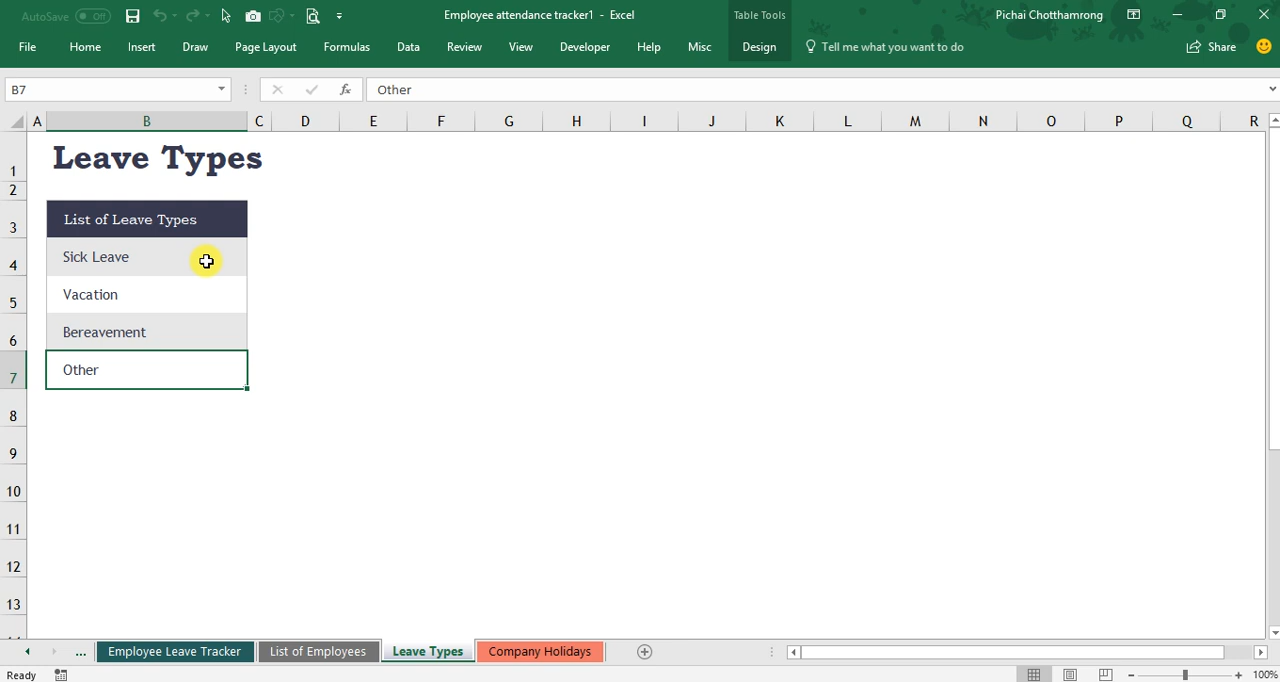 AutoSave Off Employee attendance tracker1 - Excel Table Tools Pichai Chotthamrong
File Home Insert Draw Page Layout Formulas Data Review View Developer Help Misc Design Tell me what you want to do Share
B7 fx Other
A B C D E F G H I J K L M N O P Q R
1 Leave Types
2
3 List of Leave Types
4 Sick Leave
5 Vacation
6 Bereavement
7 Other
8
9
10
11
12
13
... Employee Leave Tracker List of Employees Leave Types Company Holidays
Ready 100%